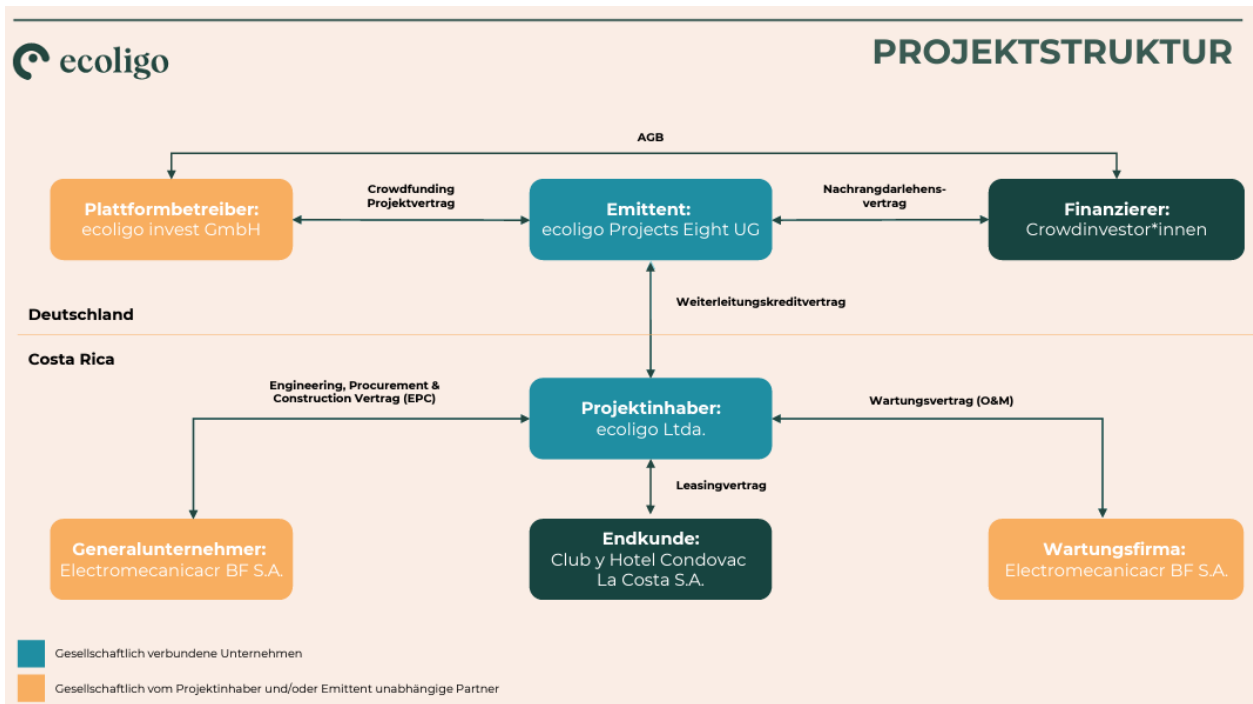 ecoligo
PROJEKTSTRUKTUR
AGB
Plattformbetreiber:
ecoligo invest GmbH
Crowdfunding
Projektvertrag
Emittent:
ecoligo Projects Eight UG
Nachrangdarlehens-
vertrag
Finanzierer:
Crowdinvestor*innen
Weiterleitungskreditvertrag
Deutschland
Costa Rica
Engineering, Procurement &
Construction Vertrag (EPC)
Projektinhaber:
ecoligo Ltda.
Wartungsvertrag (O&M)
Leasingvertrag
Generalunternehmer:
Electromecanicacr BF S.A.
Endkunde:
Club y Hotel Condovac
La Costa S.A.
Wartungsfirma:
Electromecanicacr BF S.A.
Gesellschaftlich verbundene Unternehmen
Gesellschaftlich vom Projektinhaber und/oder Emittent unabhängige Partner